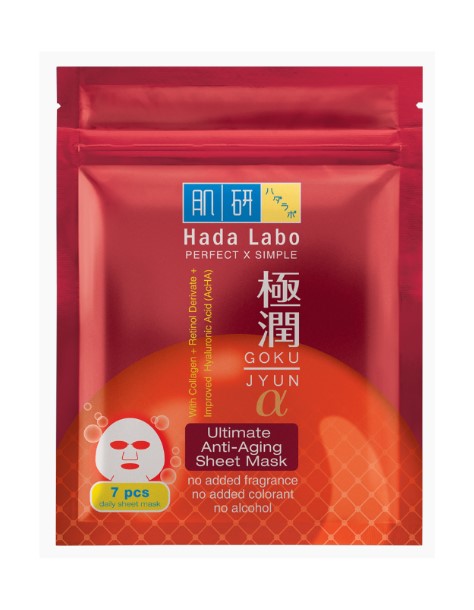 肌研
ハダラボ
Hada Labo
PERFECT X SIMPLE
With Collagen + Retinol Derivate +
Improved Hyaluronic Acid (AcHA)
極潤
GOKU
JYUN
α
Ultimate
Anti-Aging
Sheet Mask
no added fragrance
no added colorant
no alcohol
7 pcs
daily sheet mask